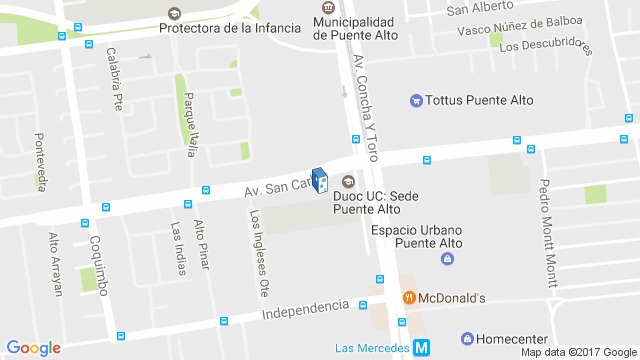 San Alberto
Vasco Núñez de Balboa
Los Descubridores
Protectora de la Infancia
Municipalidad
de Puente Alto
Calabria Pte
Av. Concha Y Toro
Tottus Puente Alto
Parque Italia
Pontevedra
Av. San Car
Duoc UC: Sede
Puente Alto
Pedro Montt Montt
Espacio Urbano
Puente Alto
Alto Arrayan
Coquimbo
Las Indias
Alto Pinar
Los Ingleses Ote
Independencia
McDonald's
Las Mercedes
M
Homecenter
Google
Map data ©2017 Google